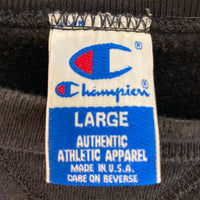 ®
Champion®
LARGE
AUTHENTIC
ATHLETIC APPAREL
MADE IN U.S.A.
CARE ON REVERSE